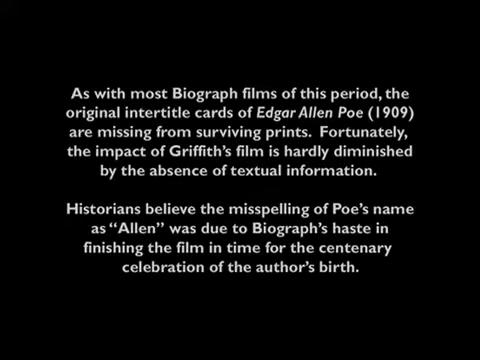 As with most Biograph films of this period, the
original intertitle cards of Edgar Allen Poe (1909)
are missing from surviving prints.  Fortunately,
the impact of Griffith's film is hardly diminished
by the absence of textual information.
Historians believe the misspelling of Poe's name
as “Allen” was due to Biograph's haste in
finishing the film in time for the centenary
celebration of the author's birth.